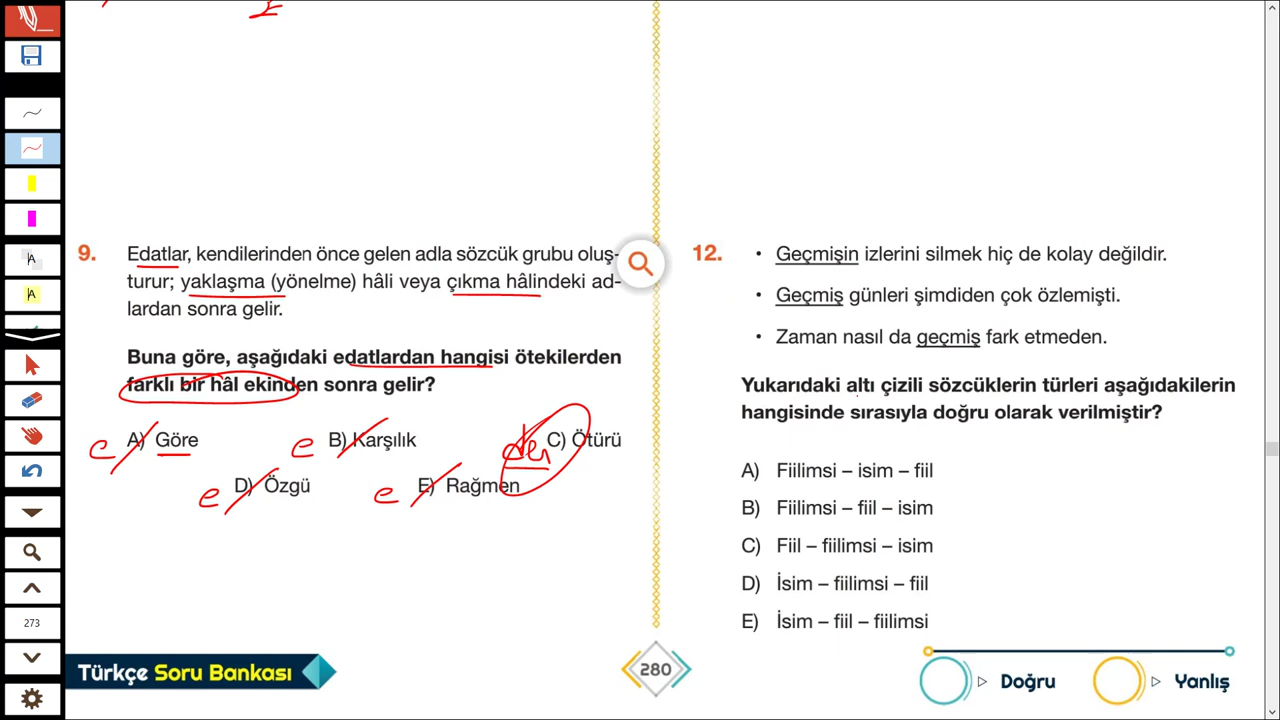 9. Edatlar, kendilerinden önce gelen adla sözcük grubu oluş-
turur; yaklaşma (yönelme) hâli veya çıkma hâlindeki ad-
lardan sonra gelir.
Buna göre, aşağıdaki edatlardan hangisi ötekilerden
farklı bir hâl ekinden sonra gelir?
e A) Göre e B) Karşılık den C) Ötürü
e D) Özgü e E) Rağmen
12. • Geçmişin izlerini silmek hiç de kolay değildir.
• Geçmiş günleri şimdiden çok özlemişti.
• Zaman nasıl da geçmiş fark etmeden.
Yukarıdaki altı çizili sözcüklerin türleri aşağıdakilerin
hangisinde sırasıyla doğru olarak verilmiştir?
A) Fiilimsi – isim – fiil
B) Fiilimsi – fiil – isim
C) Fiil – fiilimsi – isim
D) İsim – fiilimsi – fiil
E) İsim – fiil – fiilimsi
A
A
273
Türkçe Soru Bankası
280
Doğru
Yanlış